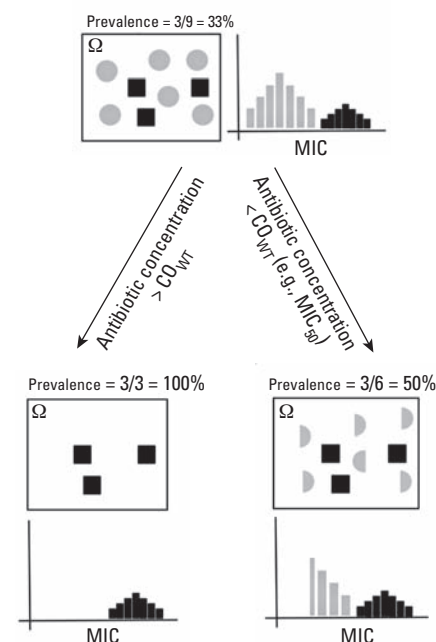 Prevalence = 3/9 = 33%
Ω
MIC
Antibiotic concentration
> CO_WT
Antibiotic concentration
< CO_WT (e.g., MIC_50)
Prevalence = 3/3 = 100%
Ω
MIC
Prevalence = 3/6 = 50%
Ω
MIC